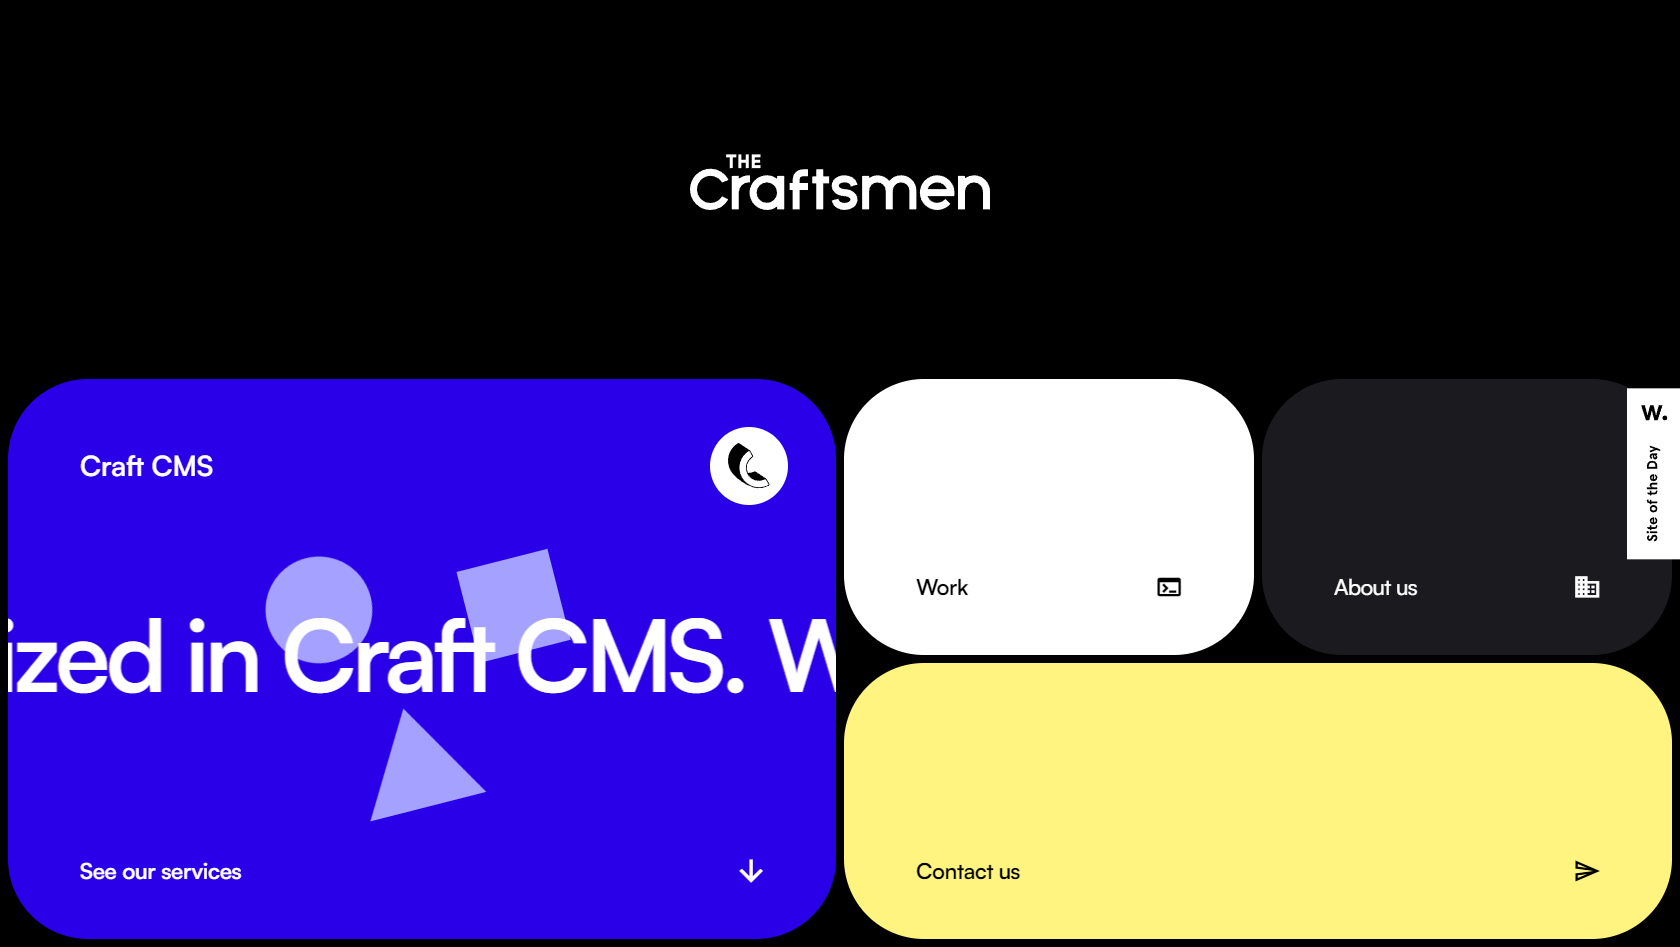 THE
Craftsmen
Craft CMS
ized in Craft CMS. W
See our services
Work
About us
W.
Site of the Day
Contact us